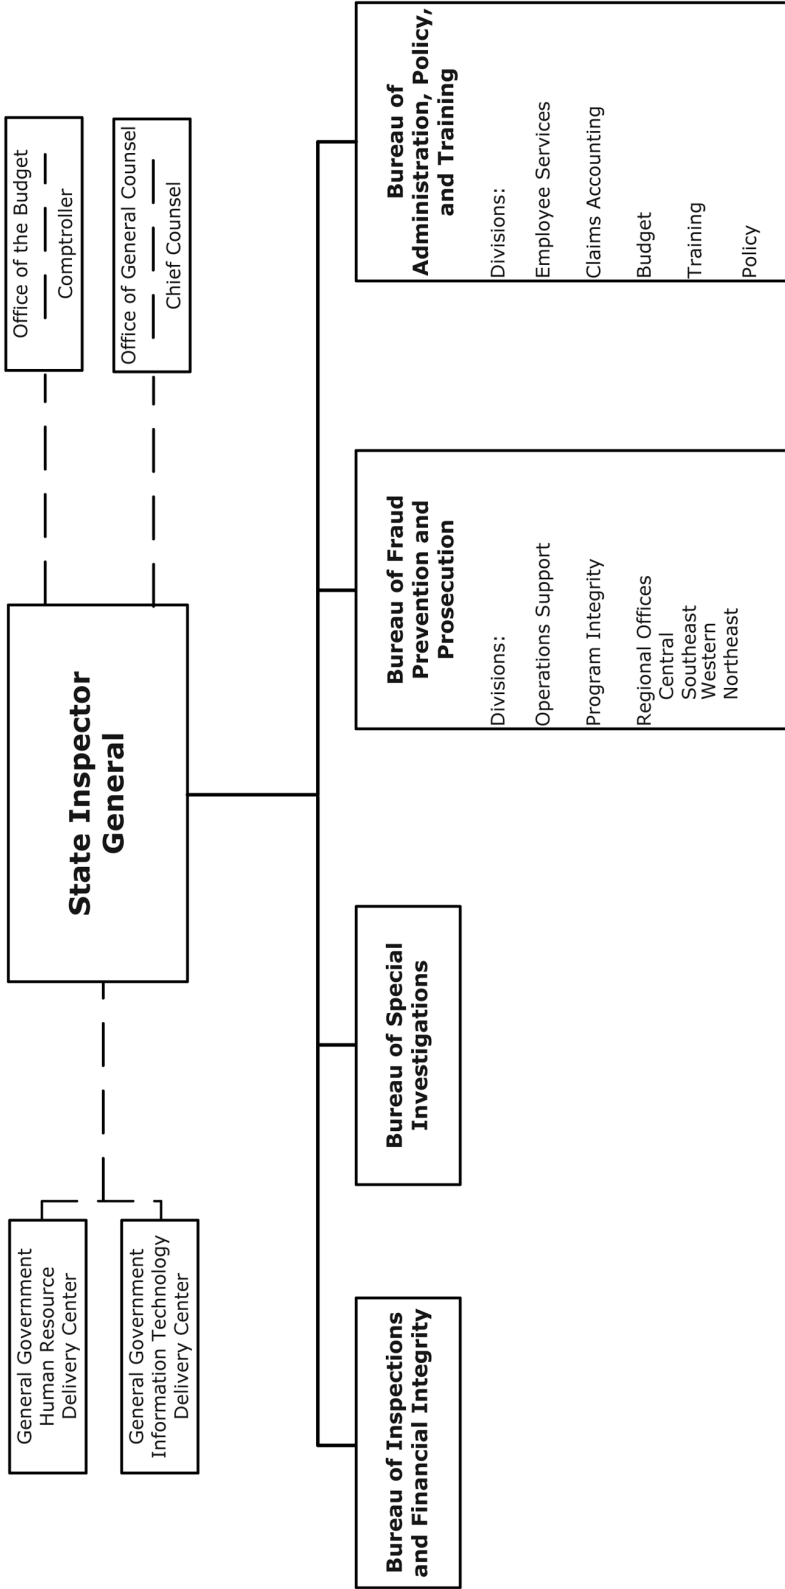 State Inspector
General
General Government
Human Resource
Delivery Center
General Government
Information Technology
Delivery Center
Office of the Budget
Comptroller
Office of General Counsel
Chief Counsel
Bureau of Inspections
and Financial Integrity
Bureau of Special
Investigations
Bureau of Fraud
Prevention and
Prosecution
Divisions:
Operations Support
Program Integrity
Regional Offices
Central
Southeast
Western
Northeast
Bureau of
Administration, Policy,
and Training
Divisions:
Employee Services
Claims Accounting
Budget
Training
Policy